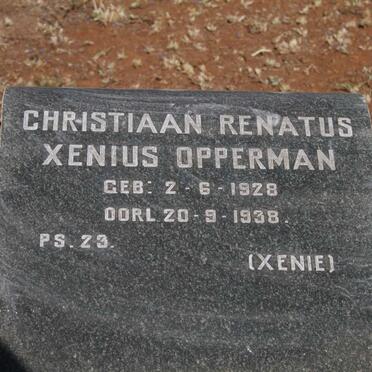 CHRISTIAAN RENATUS
XENIUS OPPERMAN
GEB: 2-6-1928
OORL. 20-9-1938.
PS. 23.
(XENIE)